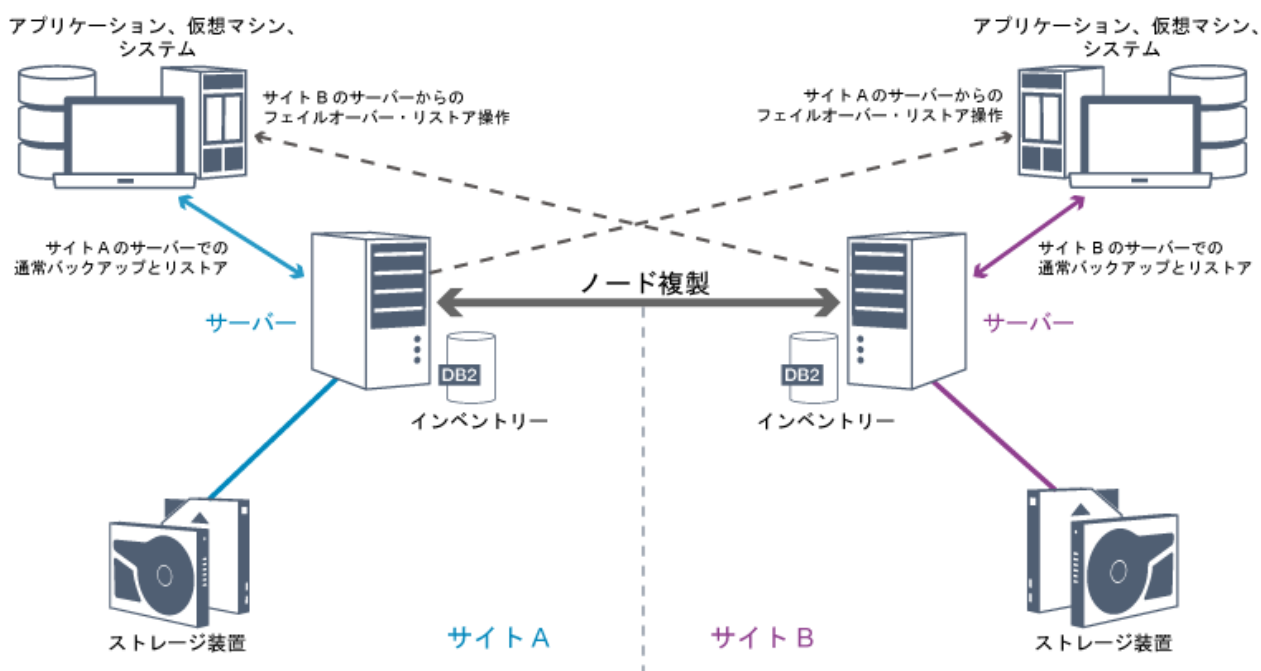 アプリケーション、仮想マシン、
システム
アプリケーション、仮想マシン、
システム
サイト B のサーバーからの
フェイルオーバー・リストア操作
サイト A のサーバーからの
フェイルオーバー・リストア操作
サイト A のサーバーでの
通常バックアップとリストア
サイト B のサーバーでの
通常バックアップとリストア
ノード複製
サーバー
サーバー
DB2
DB2
インベントリー
インベントリー
ストレージ装置
サイト A
サイト B
ストレージ装置